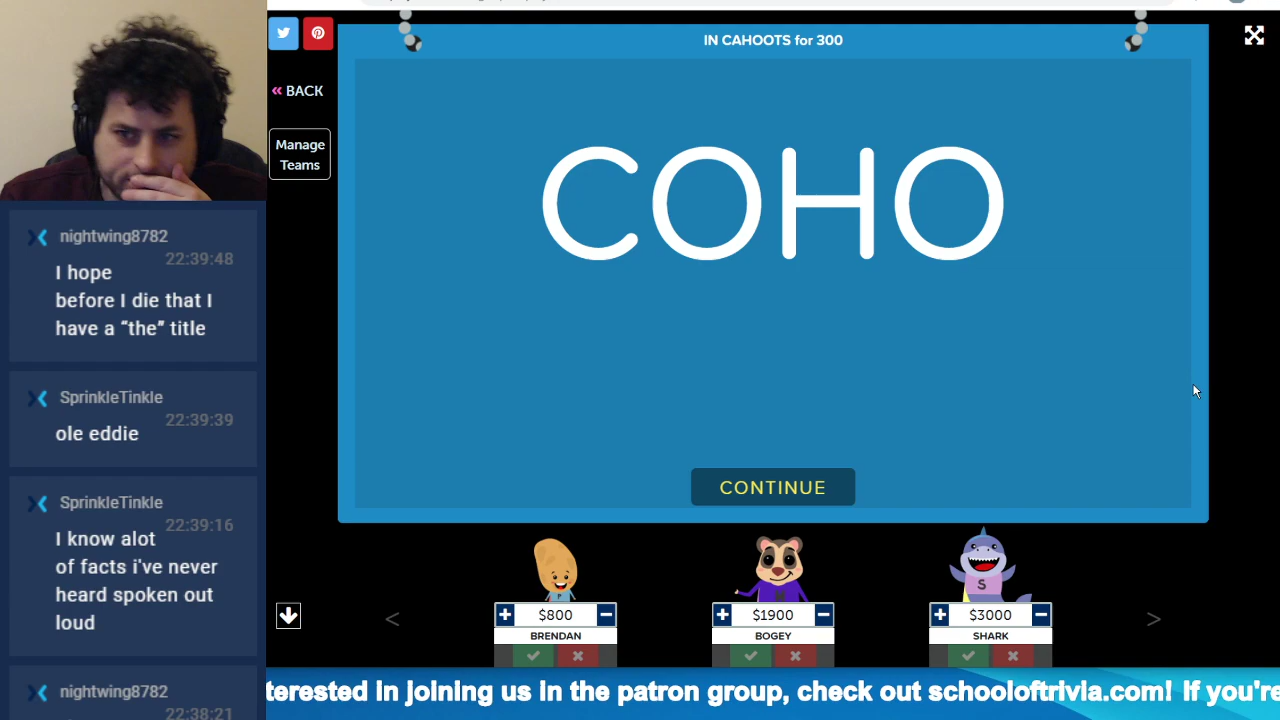 IN CAHOOTS for 300
« BACK
Manage
Teams
COHO
CONTINUE
nightwing8782
22:39:48
I hope
before I die that I
have a “the” title
SprinkleTinkle
22:39:39
ole eddie
SprinkleTinkle
22:39:16
I know alot
of facts i've never
heard spoken out
loud
nightwing8782
22:38:21
< + $800 − + $1900 − + $3000 − >
BRENDAN BOGEY SHARK
S
terested in joining us in the patron group, check out schooloftrivia.com! If you're